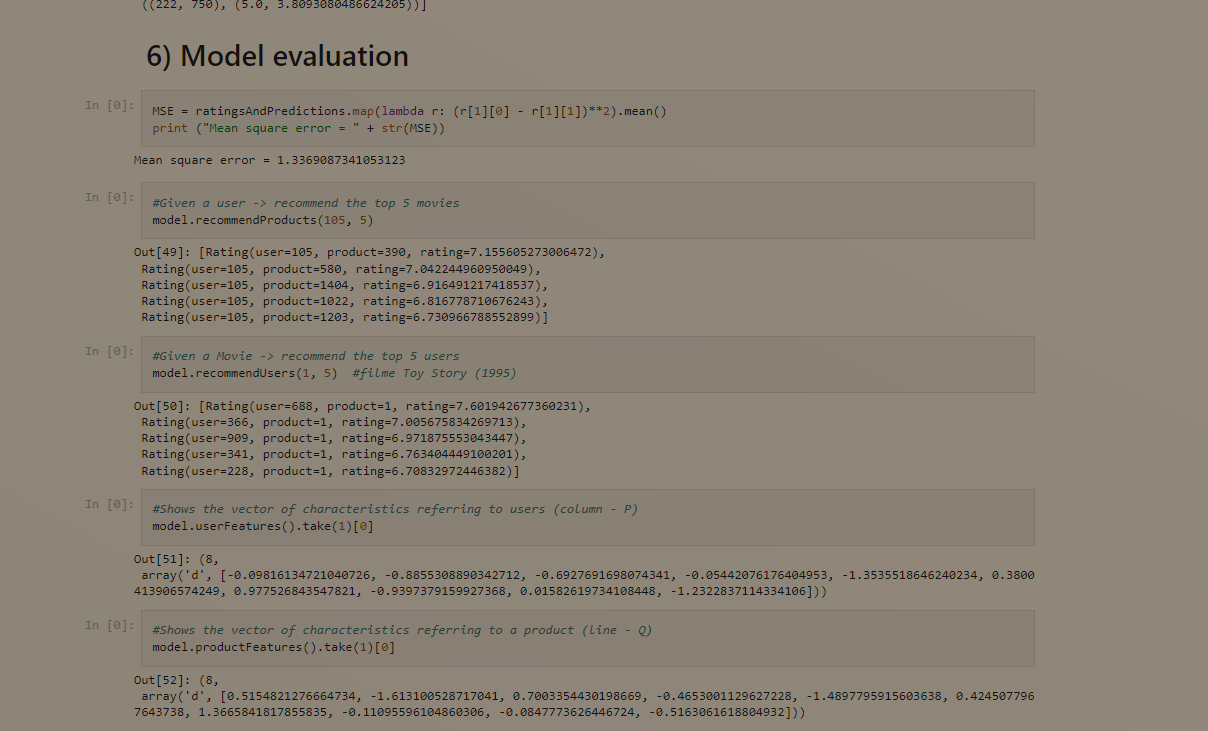 ((222, 750), (5.0, 3.8093080486624205))]
6) Model evaluation
In [0]:
MSE = ratingsAndPredictions.map(lambda r: (r[1][0] - r[1][1])**2).mean()
print ("Mean square error = " + str(MSE))
Mean square error = 1.3369087341053123
In [0]:
#Given a user -> recommend the top 5 movies
model.recommendProducts(105, 5)
Out[49]: [Rating(user=105, product=390, rating=7.155605273006472),
Rating(user=105, product=580, rating=7.042244960950049),
Rating(user=105, product=1404, rating=6.916491217418537),
Rating(user=105, product=1022, rating=6.816778710676243),
Rating(user=105, product=1203, rating=6.730966788552899)]
In [0]:
#Given a Movie -> recommend the top 5 users
model.recommendUsers(1, 5)  #filme Toy Story (1995)
Out[50]: [Rating(user=688, product=1, rating=7.601942677360231),
Rating(user=366, product=1, rating=7.005675834269713),
Rating(user=909, product=1, rating=6.971875553043447),
Rating(user=341, product=1, rating=6.763404449100201),
Rating(user=228, product=1, rating=6.70832972446382)]
In [0]:
#Shows the vector of characteristics referring to users (column - P)
model.userFeatures().take(1)[0]
Out[51]: (8,
array('d', [-0.09816134721040726, -0.8855308890342712, -0.6927691698074341, -0.05442076176404953, -1.3535518646240234, 0.3800
413906574249, 0.977526843547821, -0.9397379159927368, 0.01582619734108448, -1.2322837114334106]))
In [0]:
#Shows the vector of characteristics referring to a product (line - Q)
model.productFeatures().take(1)[0]
Out[52]: (8,
array('d', [0.5154821276664734, -1.613100528717041, 0.7003354430198669, -0.4653001129627228, -1.4897795915603638, 0.424507796
7643738, 1.3665841817855835, -0.11095596104860306, -0.0847773626446724, -0.5163061618804932]))